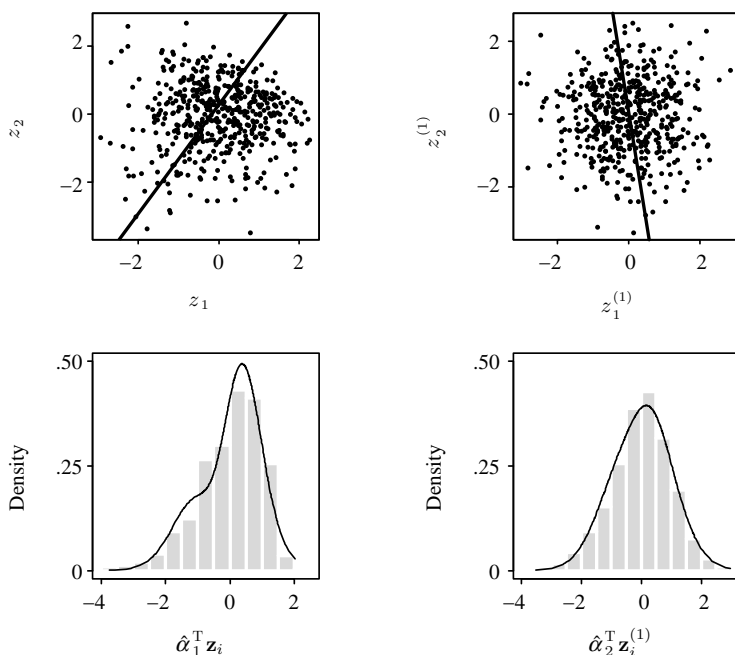 2
0
−2
z₂
−2 0 2
z₁
2
0
−2
z₂⁽¹⁾
−2 0 2
z₁⁽¹⁾
.50
.25
0
Density
−4 −2 0 2
α̂₁ᵀ zᵢ
.50
.25
0
Density
−4 −2 0 2
α̂₂ᵀ zᵢ⁽¹⁾